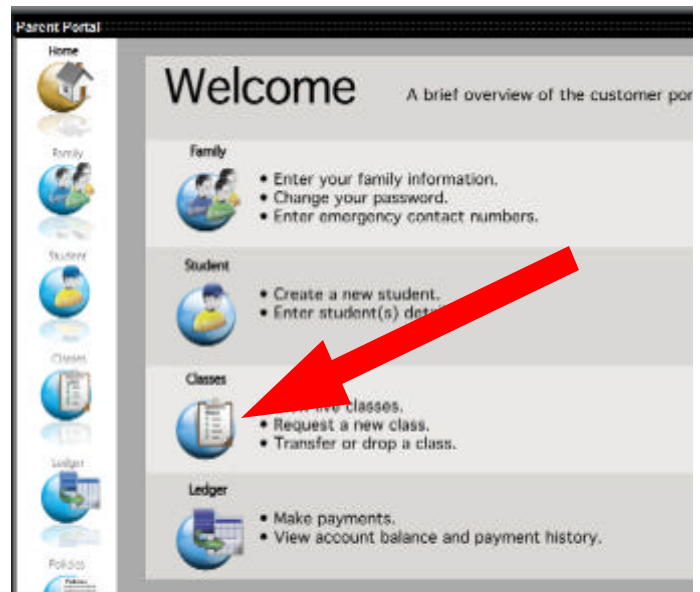 Parent Portal
Home
Family
Student
Classes
Ledger
Policies
Welcome
A brief overview of the customer por
Family
• Enter your family information.
• Change your password.
• Enter emergency contact numbers.
Student
• Create a new student.
• Enter student(s)
Classes
classes.
• Request a new class.
• Transfer or drop a class.
Ledger
• Make payments.
• View account balance and payment history.